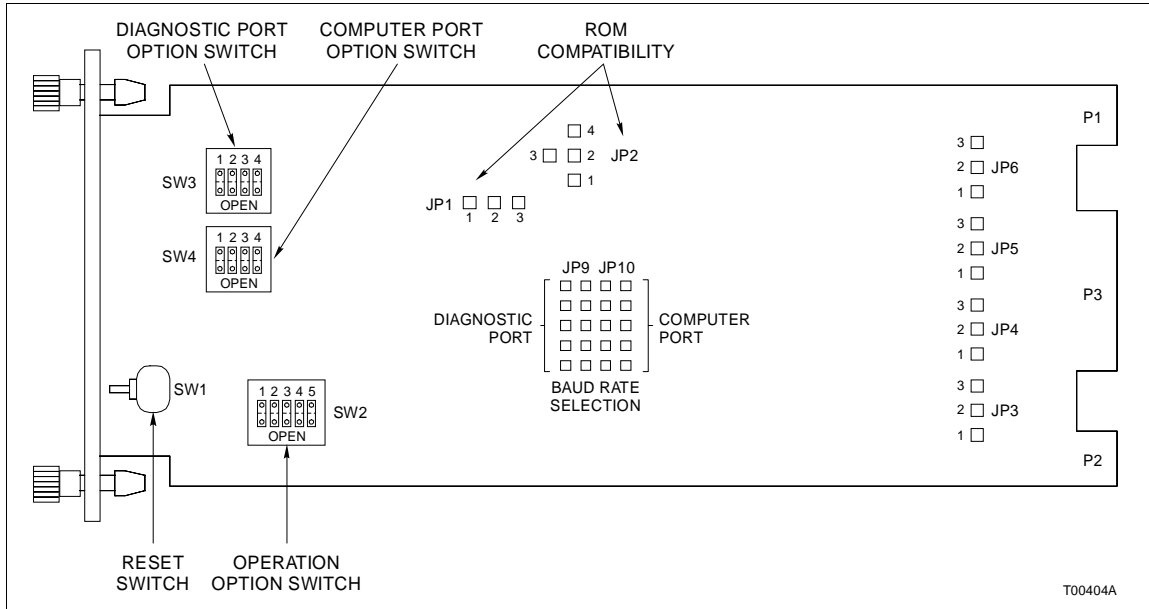 DIAGNOSTIC PORT
OPTION SWITCH
COMPUTER PORT
OPTION SWITCH
ROM
COMPATIBILITY
P1
4
3
2
JP2
1
JP1
1 2 3
1 2 3 4
SW3
OPEN
1 2 3 4
SW4
OPEN
3
2
JP6
1
3
2
JP5
1
P3
3
2
JP4
1
3
2
JP3
1
P2
JP9 JP10
DIAGNOSTIC
PORT
COMPUTER
PORT
BAUD RATE
SELECTION
SW1
1 2 3 4 5
SW2
OPEN
RESET
SWITCH
OPERATION
OPTION SWITCH
T00404A